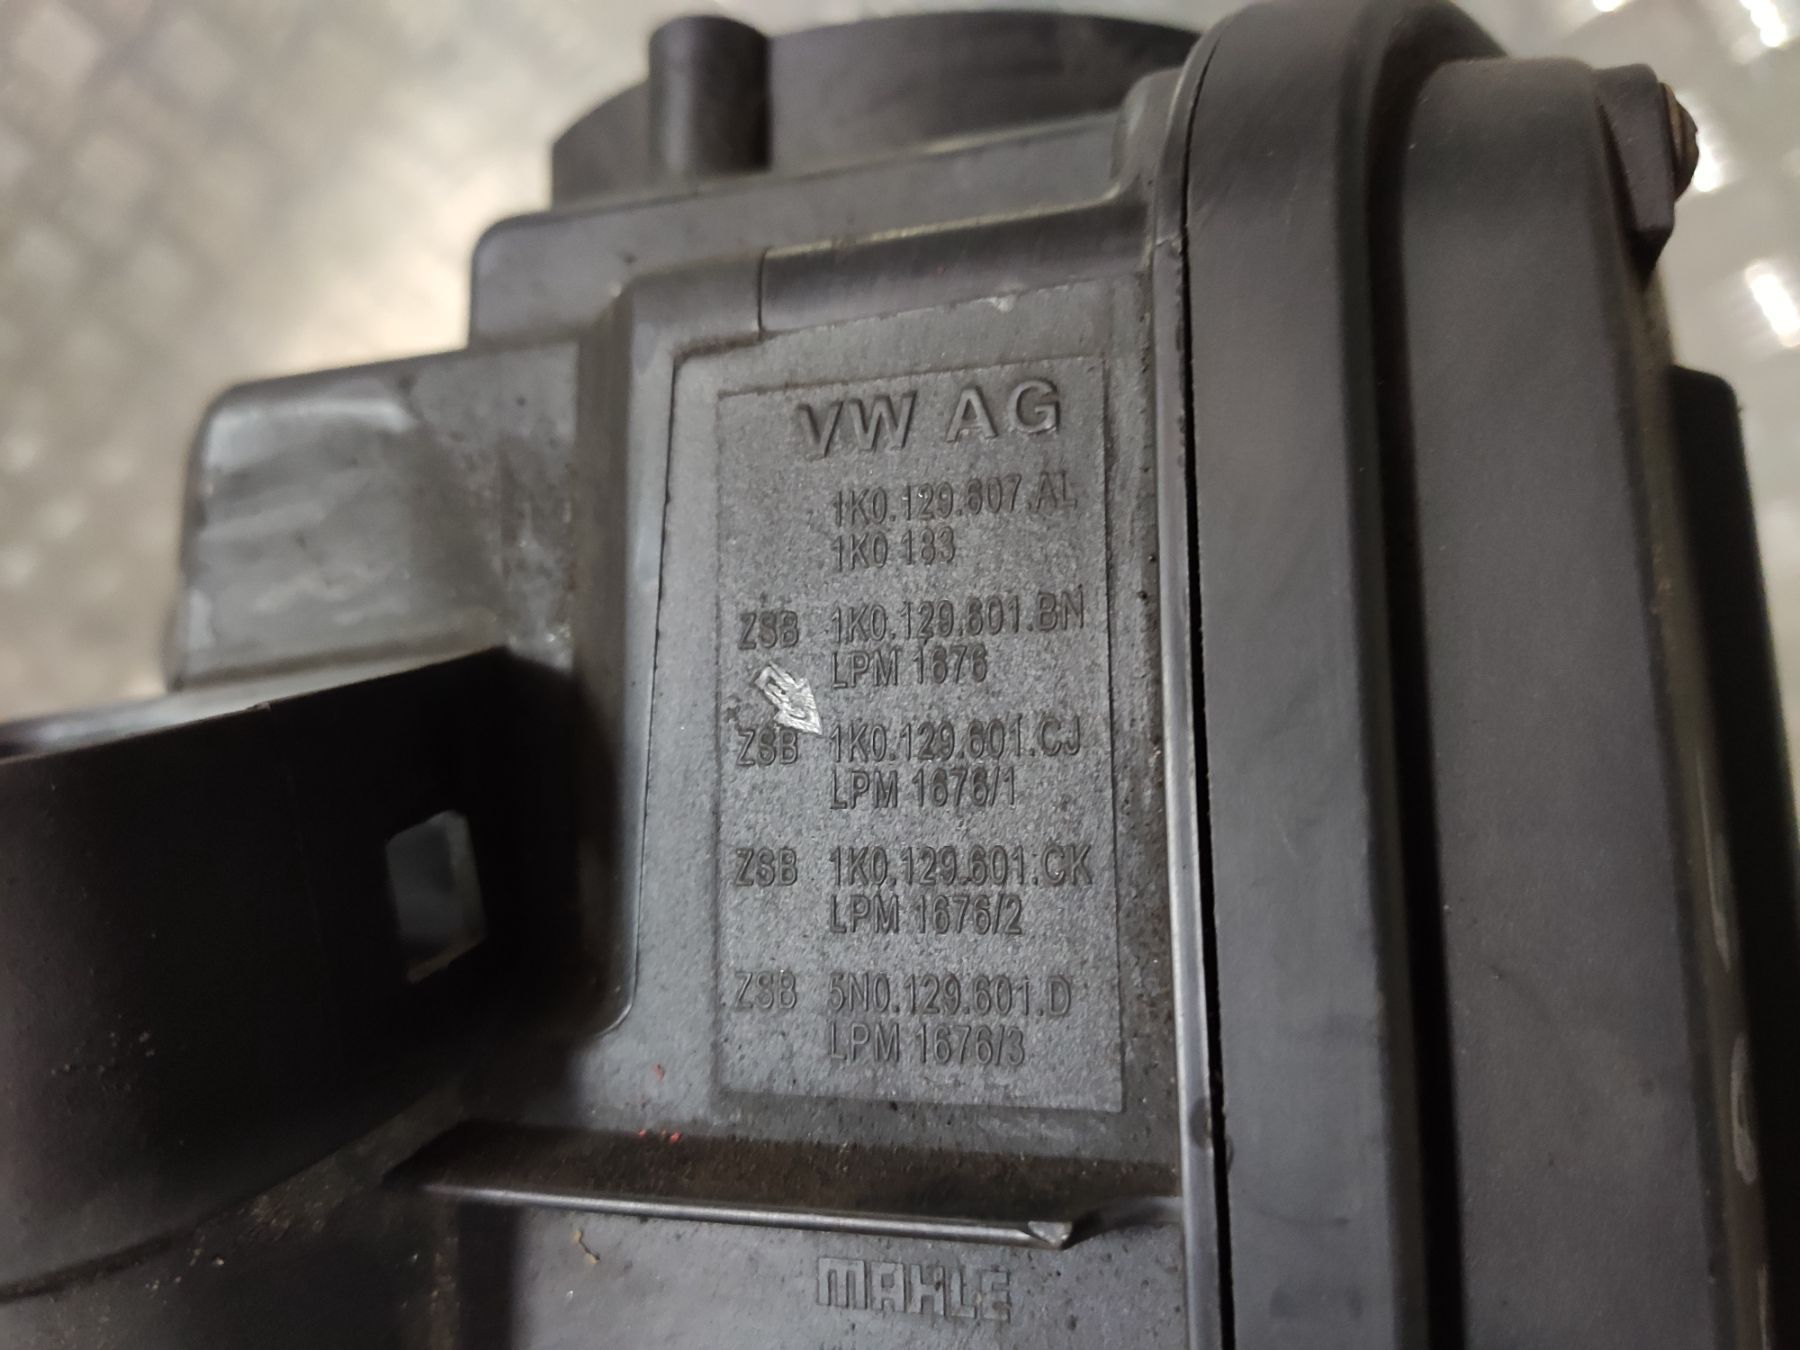 VW AG
1K0.129.607.AL
1K0 183
ZSB 1K0.129.601.BN
LPM 1676
ZSB 1K0.129.601.CJ
LPM 1676/1
ZSB 1K0.129.601.CK
LPM 1676/2
ZSB 5N0.129.601.D
LPM 1676/3
MAHLE